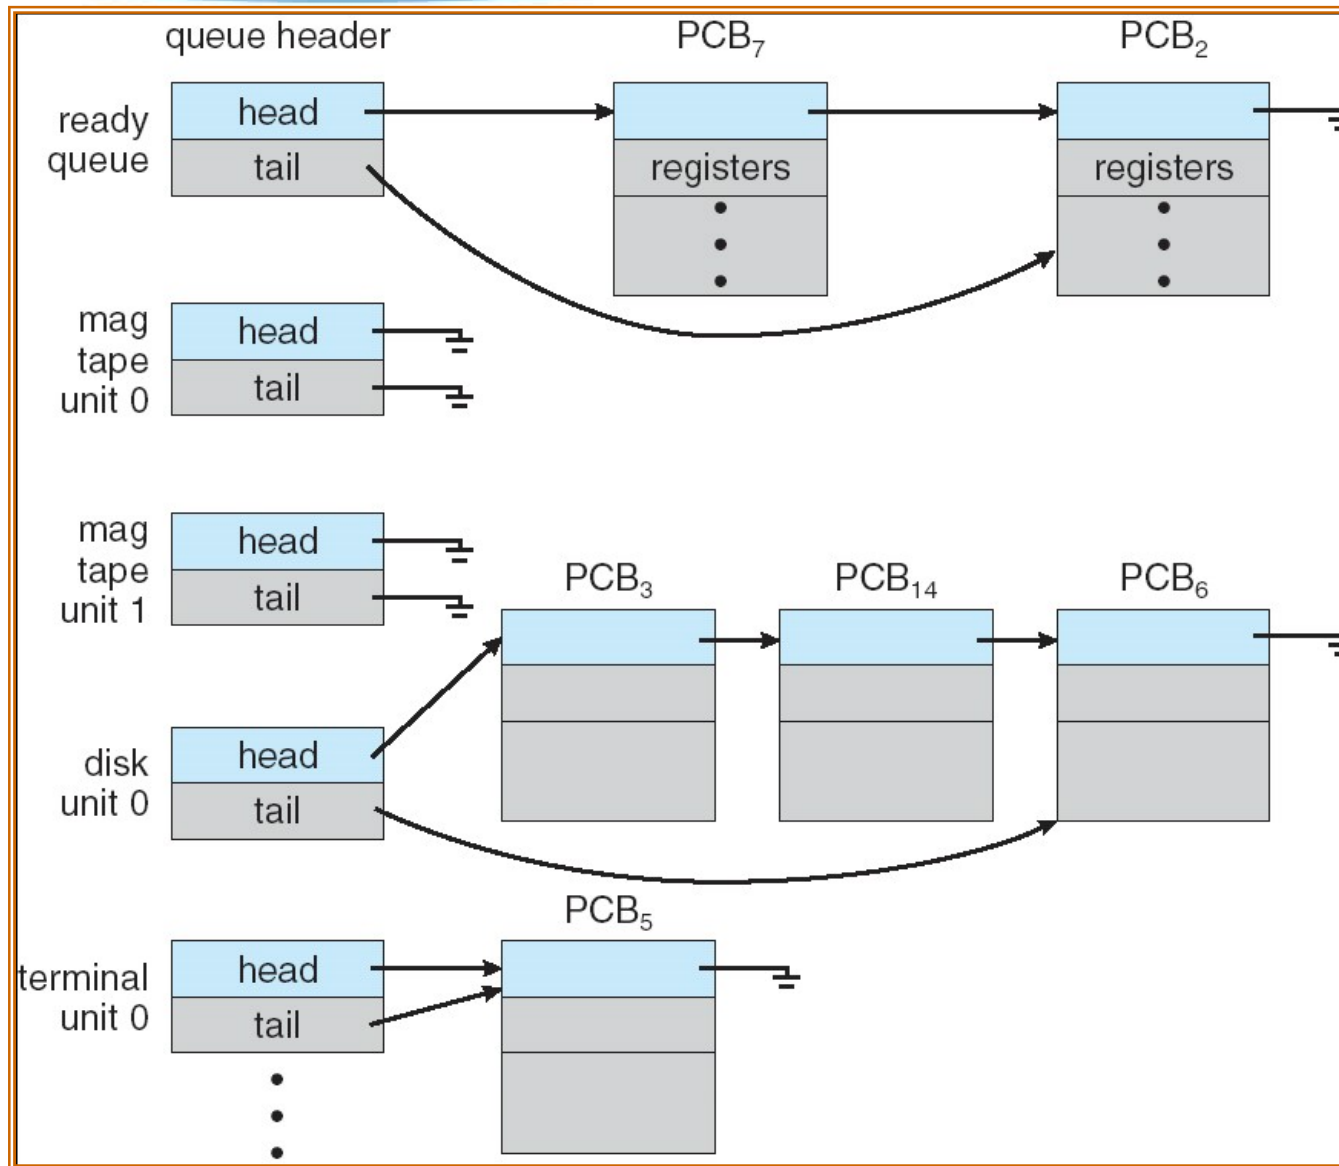 queue header
PCB₇
PCB₂
ready
queue
head
tail
registers
registers
mag
tape
unit 0
head
tail
mag
tape
unit 1
head
tail
PCB₃
PCB₁₄
PCB₆
disk
unit 0
head
tail
PCB₅
terminal
unit 0
head
tail